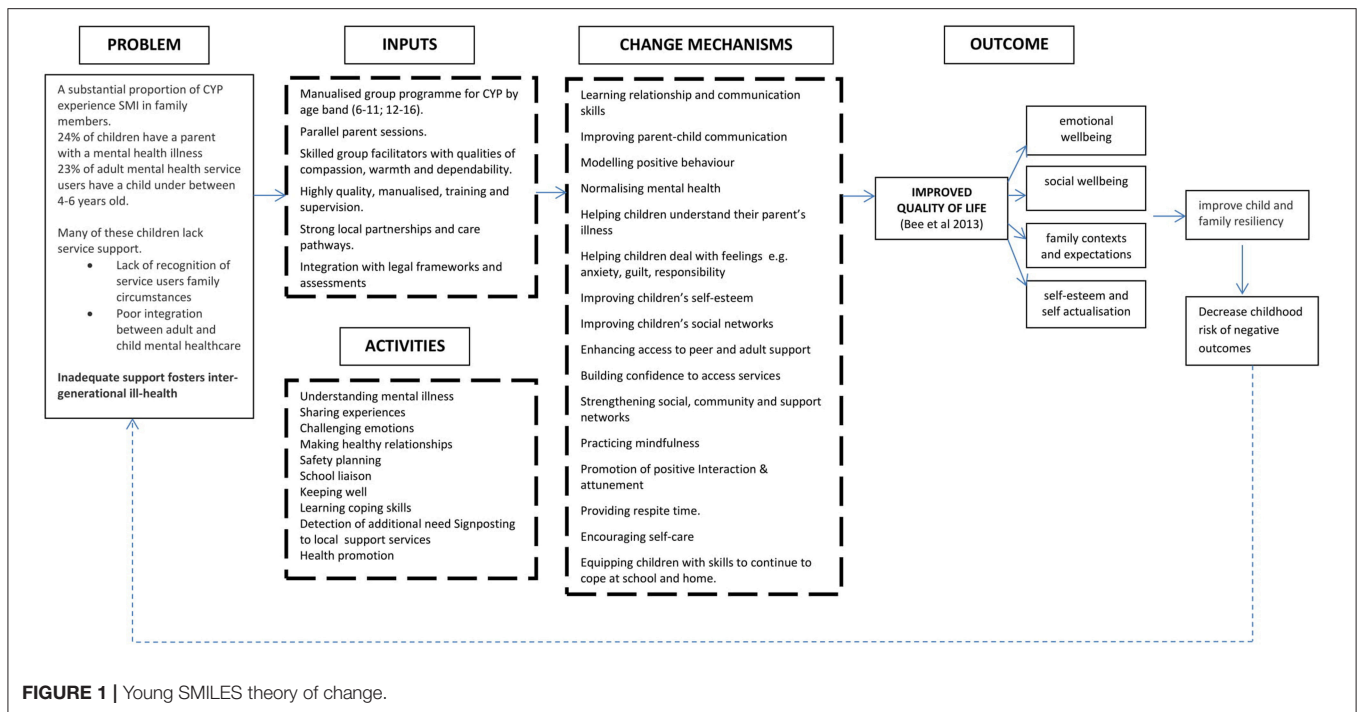 PROBLEM
A substantial proportion of CYP
experience SMI in family
members.
24% of children have a parent
with a mental health illness
23% of adult mental health service
users have a child under between
4-6 years old.
Many of these children lack
service support.
• Lack of recognition of
service users family
circumstances
• Poor integration
between adult and
child mental healthcare
Inadequate support fosters inter-
generational ill-health
INPUTS
Manualised group programme for CYP by
age band (6-11; 12-16).
Parallel parent sessions.
Skilled group facilitators with qualities of
compassion, warmth and dependability.
Highly quality, manualised, training and
supervision.
Strong local partnerships and care
pathways.
Integration with legal frameworks and
assessments
ACTIVITIES
Understanding mental illness
Sharing experiences
Challenging emotions
Making healthy relationships
Safety planning
School liaison
Keeping well
Learning coping skills
Detection of additional need Signposting
to local support services
Health promotion
CHANGE MECHANISMS
Learning relationship and communication
skills
Improving parent-child communication
Modelling positive behaviour
Normalising mental health
Helping children understand their parent's
illness
Helping children deal with feelings e.g.
anxiety, guilt, responsibility
Improving children's self-esteem
Improving children's social networks
Enhancing access to peer and adult support
Building confidence to access services
Strengthening social, community and support
networks
Practicing mindfulness
Promotion of positive Interaction &
attunement
Providing respite time.
Encouraging self-care
Equipping children with skills to continue to
cope at school and home.
OUTCOME
IMPROVED
QUALITY OF LIFE
(Bee et al 2013)
emotional
wellbeing
social wellbeing
family contexts
and expectations
self-esteem and
self actualisation
improve child and
family resiliency
Decrease childhood
risk of negative
outcomes
FIGURE 1 | Young SMILES theory of change.